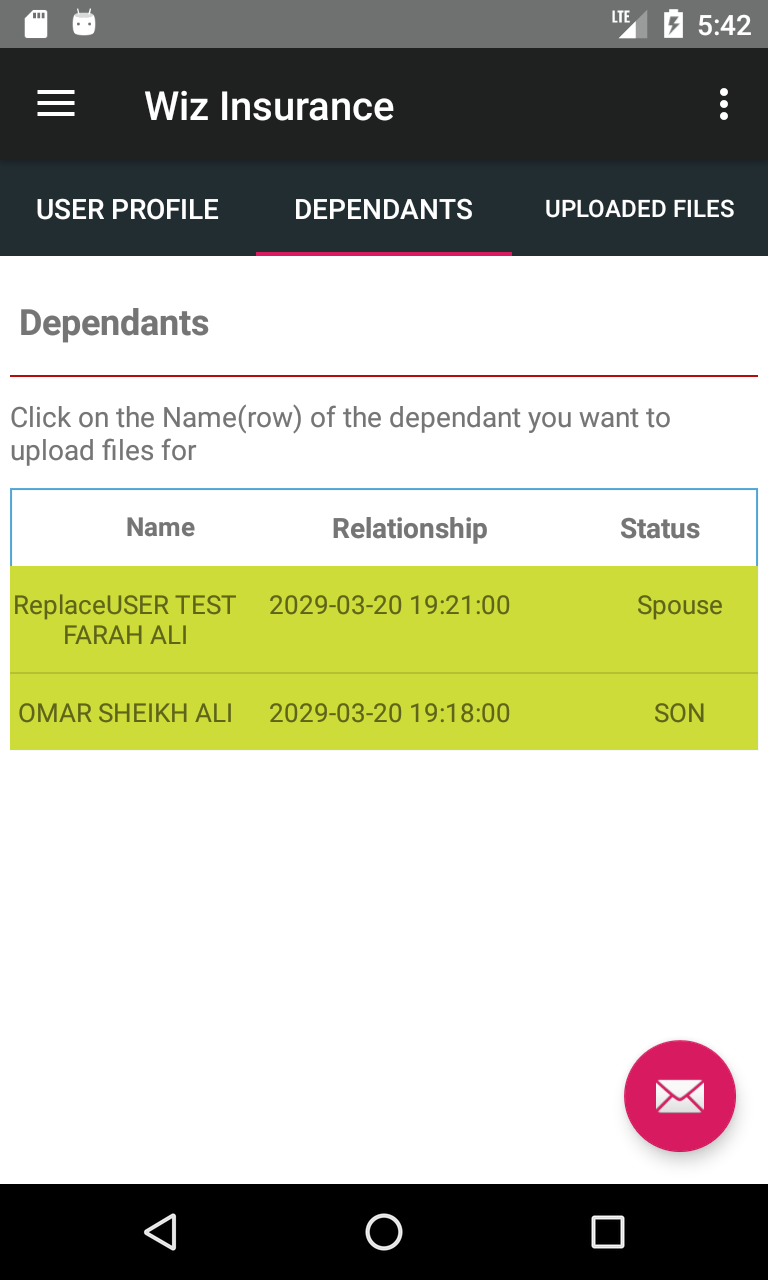 LTE 5:42
Wiz Insurance
USER PROFILE DEPENDANTS UPLOADED FILES
Dependants
Click on the Name(row) of the dependant you want to
upload files for
Name Relationship Status
ReplaceUSER TEST 2029-03-20 19:21:00 Spouse
FARAH ALI
OMAR SHEIKH ALI 2029-03-20 19:18:00 SON